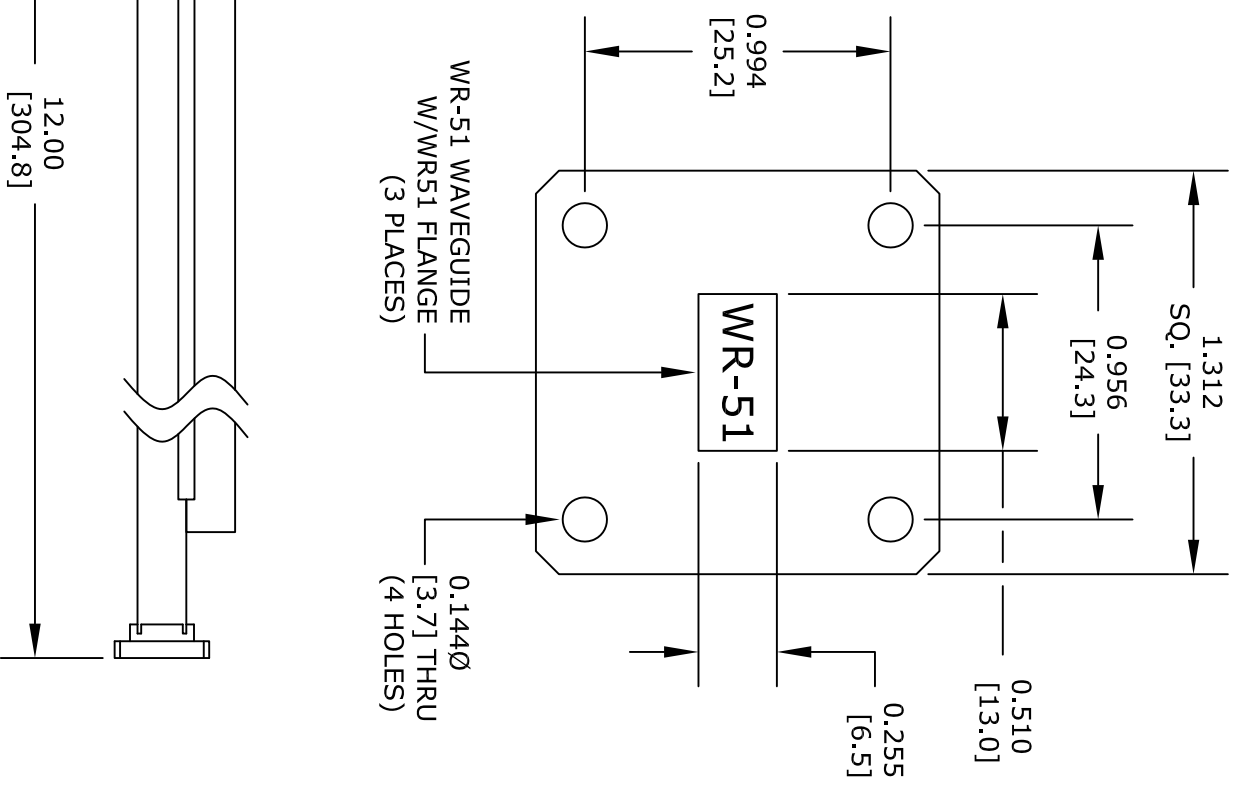 1.312
SQ. [33.3]
0.956
[24.3]
0.510
[13.0]
0.255
[6.5]
0.994
[25.2]
WR-51
WR-51 WAVEGUIDE
W/WR51 FLANGE
(3 PLACES)
0.144Ø
[3.7] THRU
(4 HOLES)
12.00
[304.8]